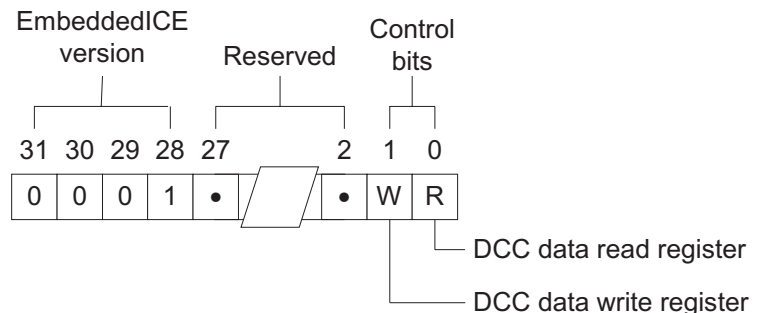 EmbeddedICE
version
Reserved
Control
bits
31 30 29 28 27 2 1 0
0 0 0 1 • • W R
DCC data read register
DCC data write register